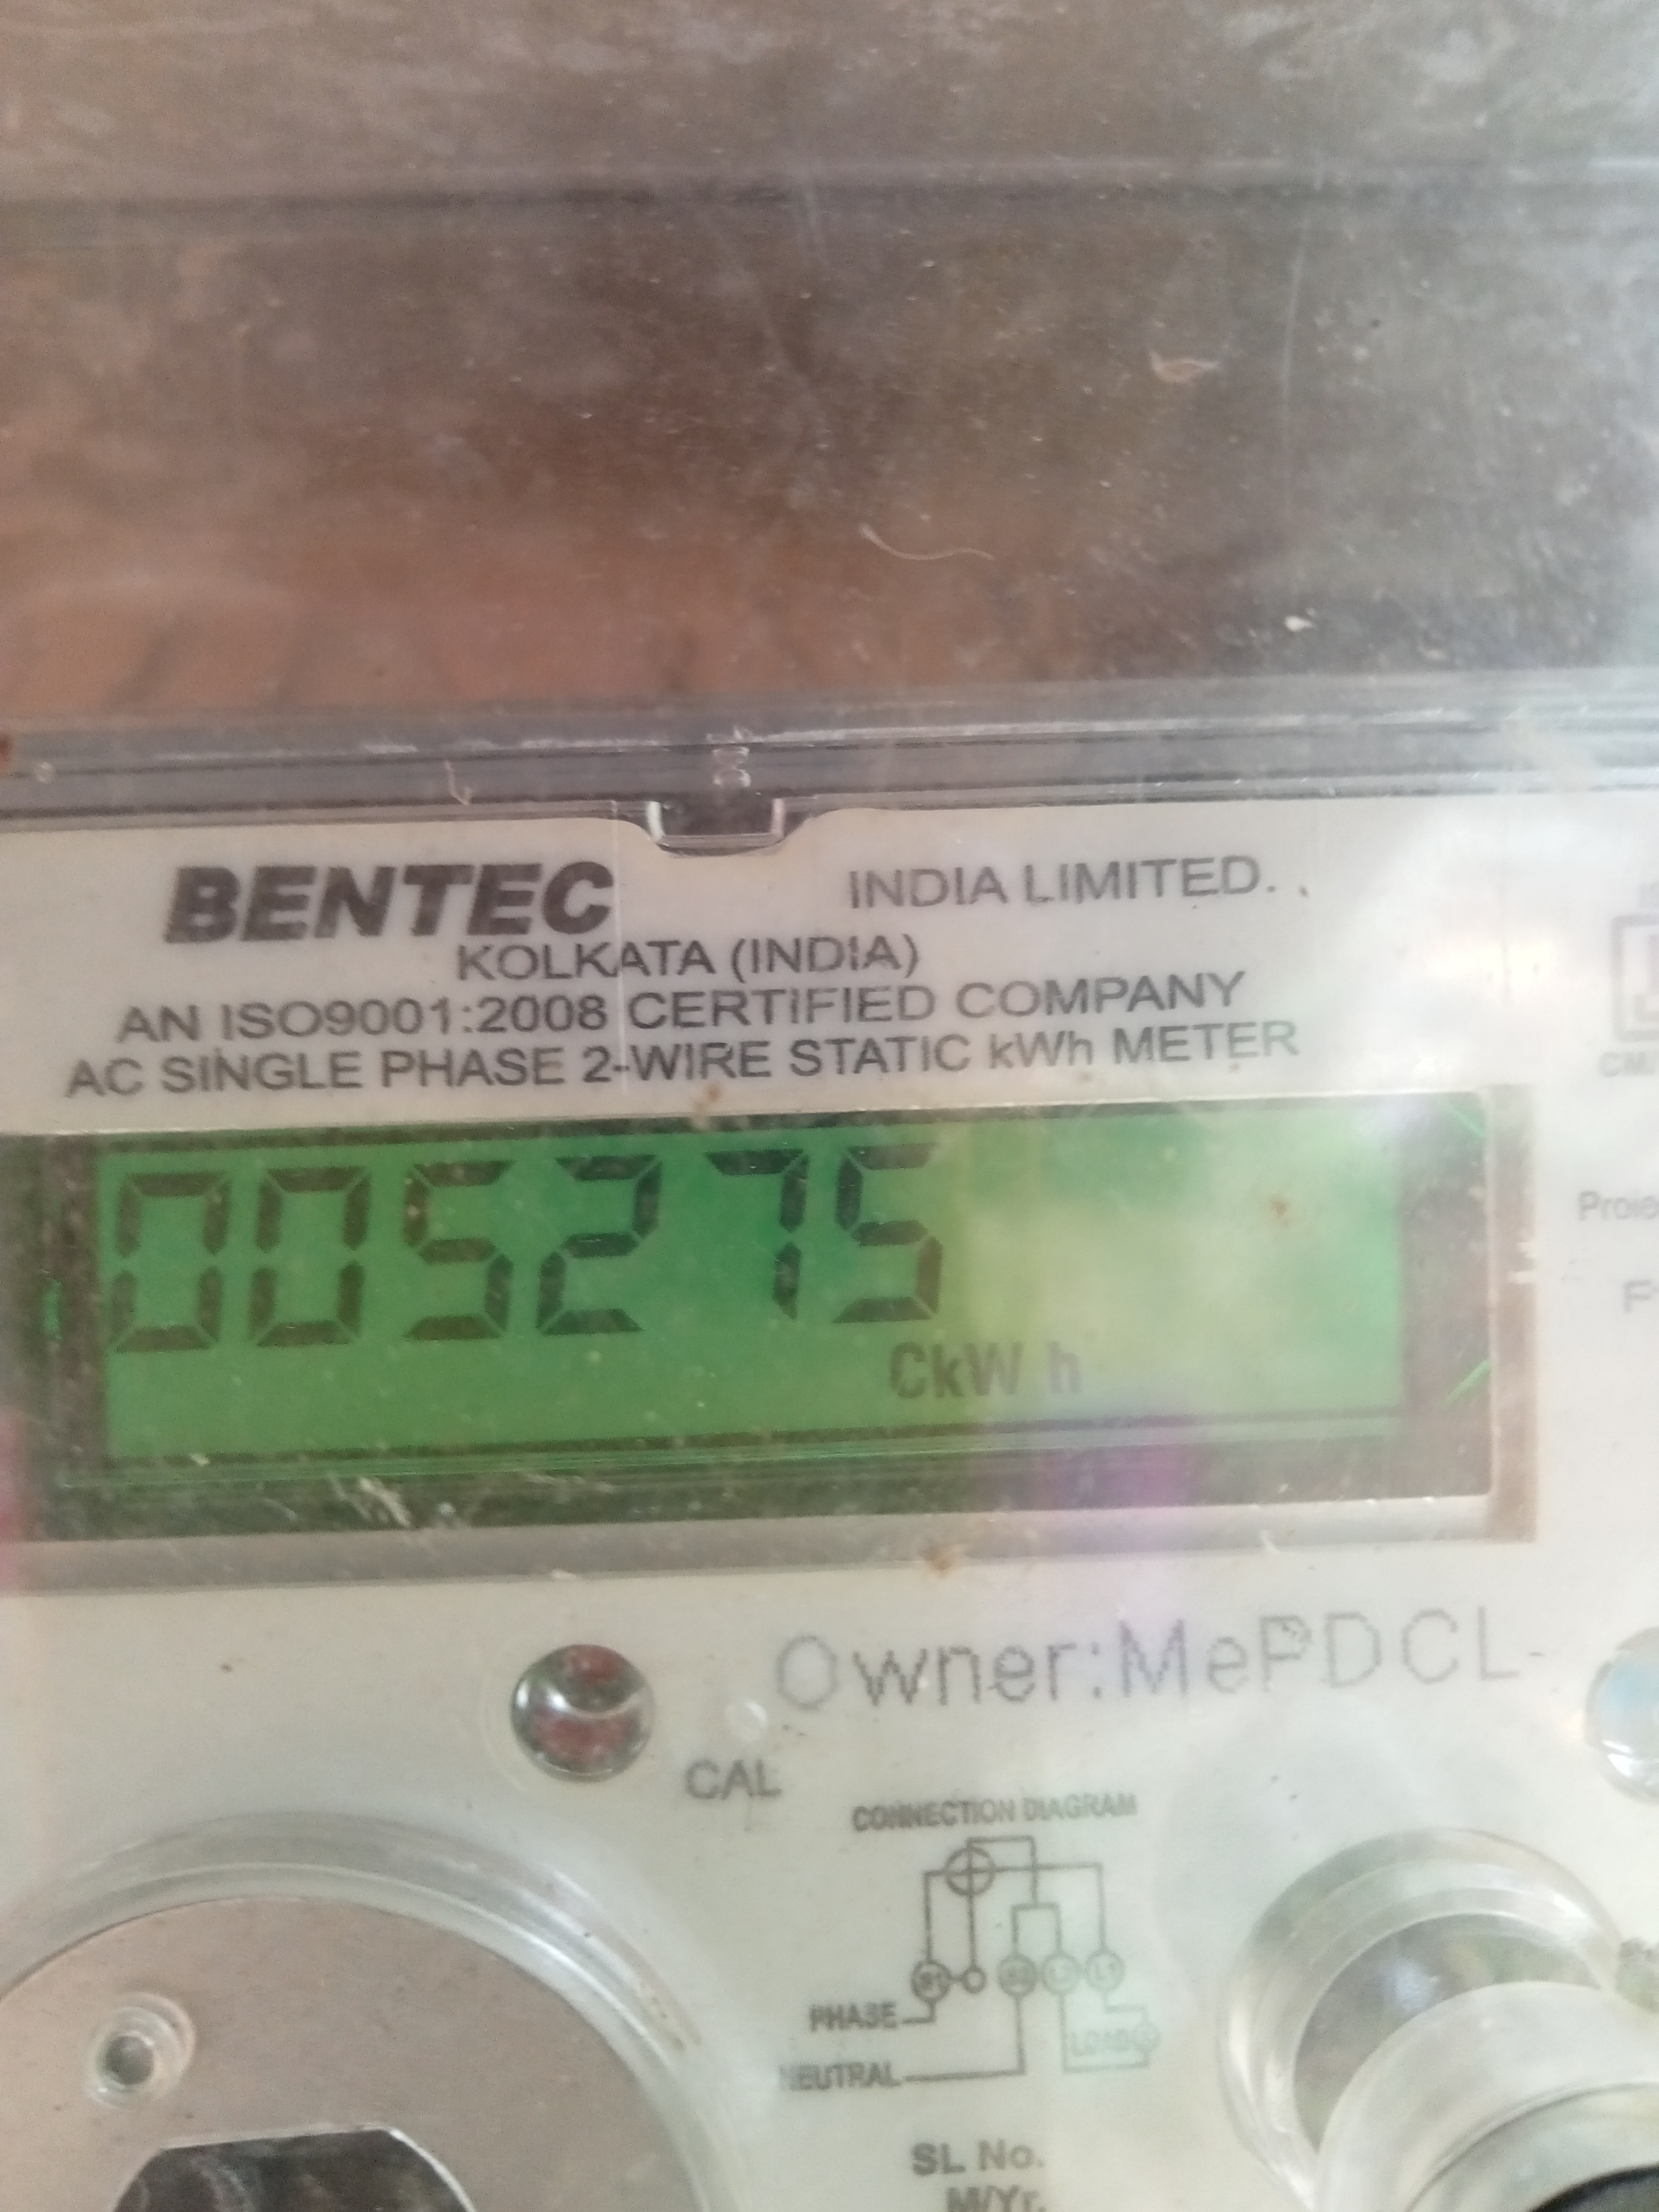 BENTEC INDIA LIMITED.
KOLKATA (INDIA)
AN ISO9001:2008 CERTIFIED COMPANY
AC SINGLE PHASE 2-WIRE STATIC kWh METER
005275
CkW h
Owner:MePDCL
CAL
CONNECTION DIAGRAM
PHASE
LOAD
NEUTRAL
SL No.
M/Yr.